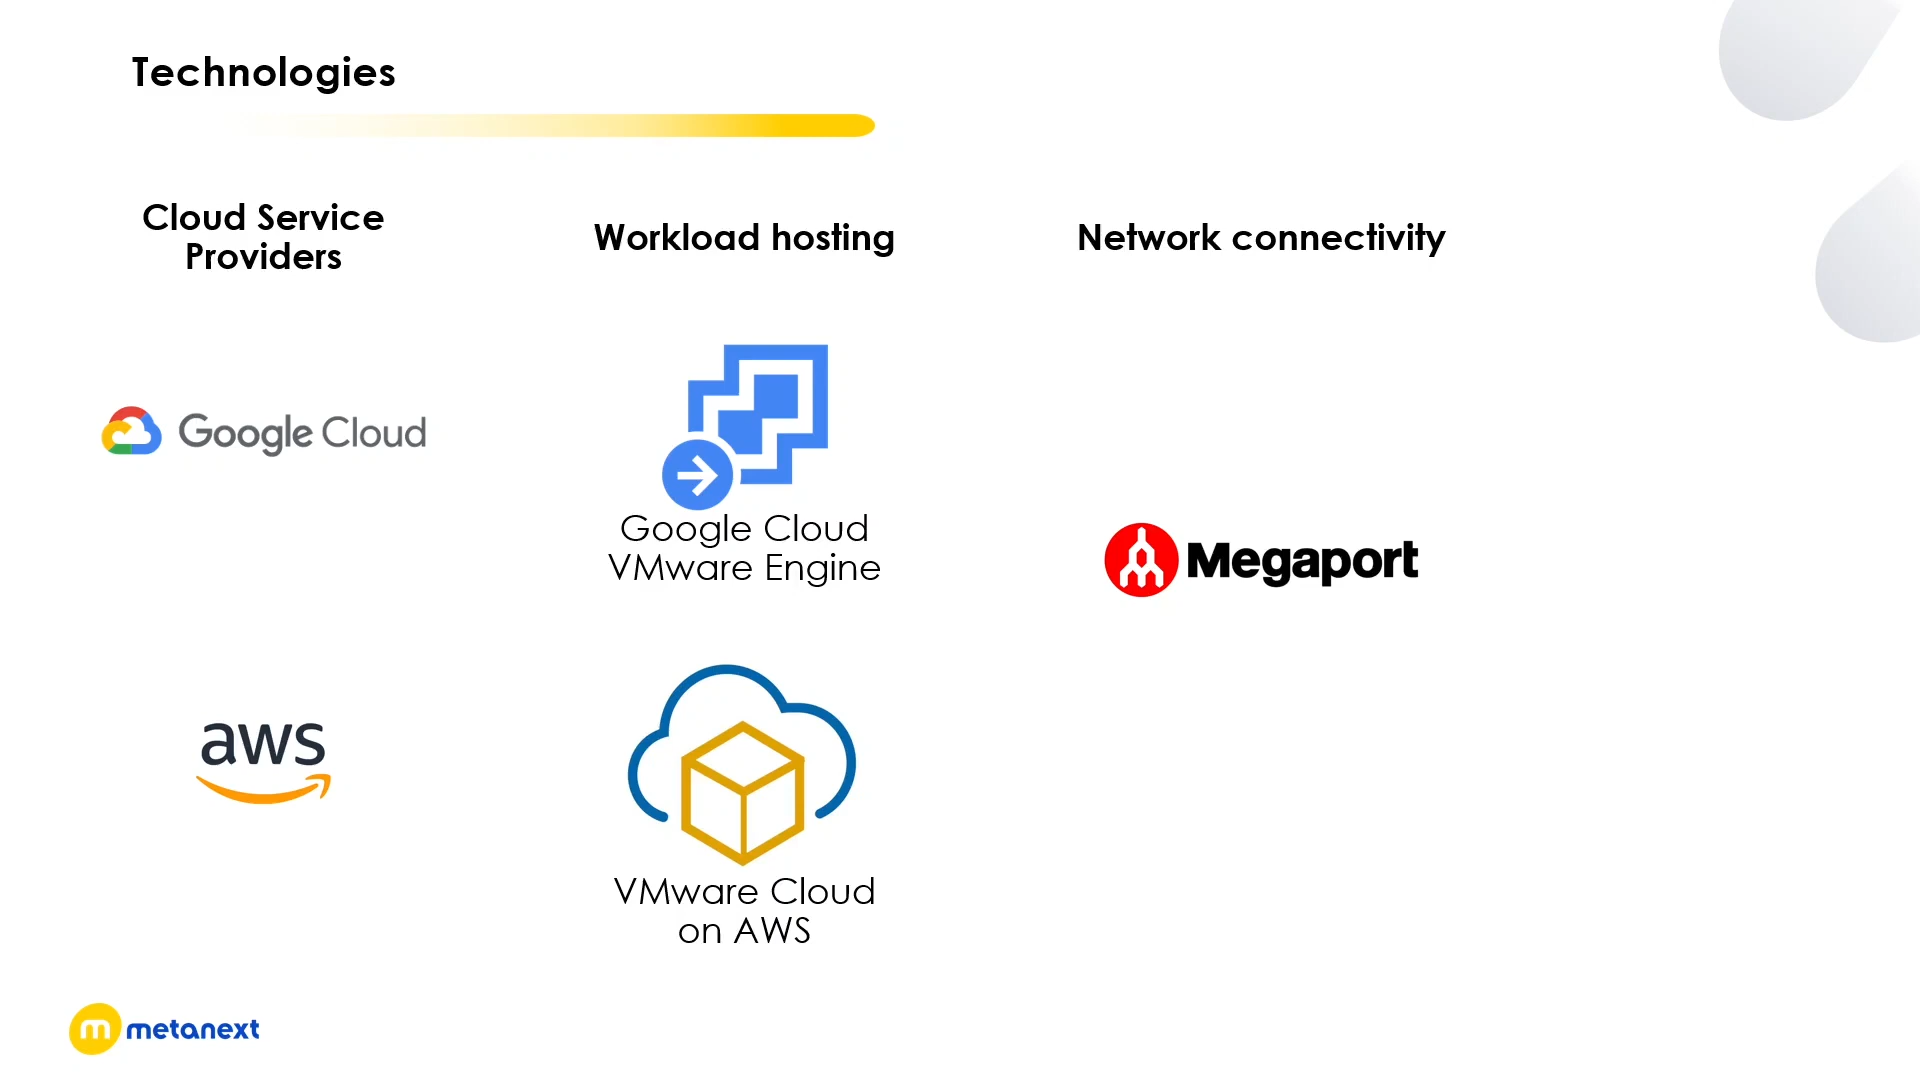 Technologies
Cloud Service
Providers
Workload hosting
Network connectivity
Google Cloud
Google Cloud
VMware Engine
Megaport
aws
VMware Cloud
on AWS
m metanext